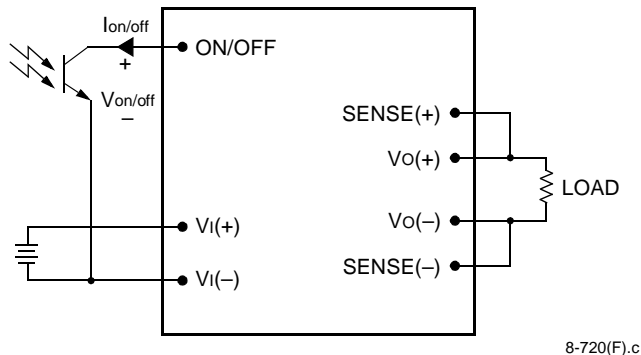 Ion/off
+
Von/off
–
ON/OFF
SENSE(+)
VO(+)
LOAD
VO(–)
SENSE(–)
VI(+)
VI(–)
8-720(F).c